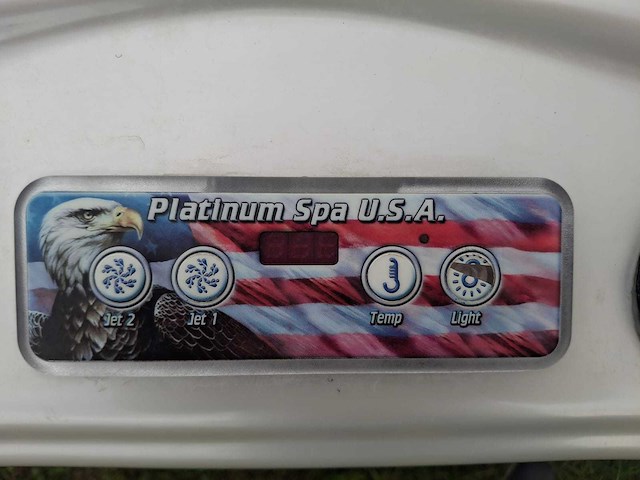 Platinum Spa U.S.A.
Jet 2
Jet 1
Temp
Light